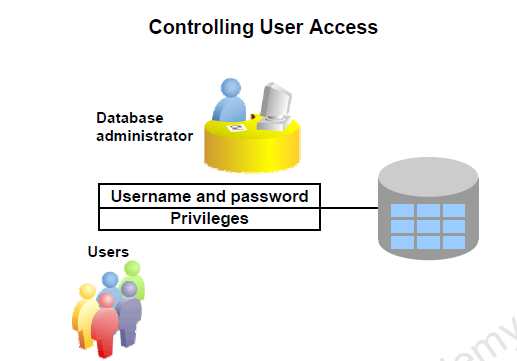 Controlling User Access
Database
administrator
Username and password
Privileges
Users